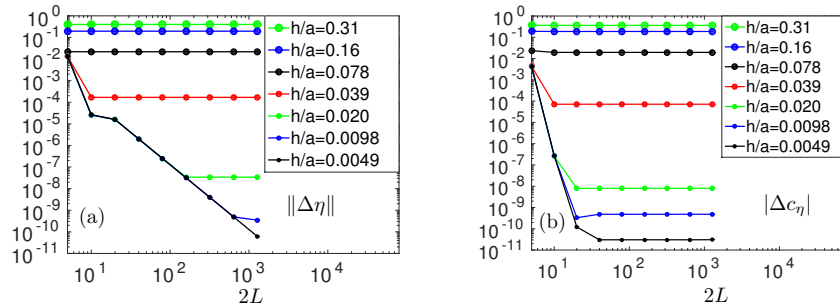 10^0
10^-1
10^-2
10^-3
10^-4
10^-5
10^-6
10^-7
10^-8
10^-9
10^-10
10^-11
h/a=0.31
h/a=0.16
h/a=0.078
h/a=0.039
h/a=0.020
h/a=0.0098
h/a=0.0049
(a)
‖Δη‖
10^1 10^2 10^3 10^4
2L
10^0
10^-1
10^-2
10^-3
10^-4
10^-5
10^-6
10^-7
10^-8
10^-9
10^-10
10^-11
h/a=0.31
h/a=0.16
h/a=0.078
h/a=0.039
h/a=0.020
h/a=0.0098
h/a=0.0049
(b)
|Δc_η|
10^1 10^2 10^3 10^4
2L